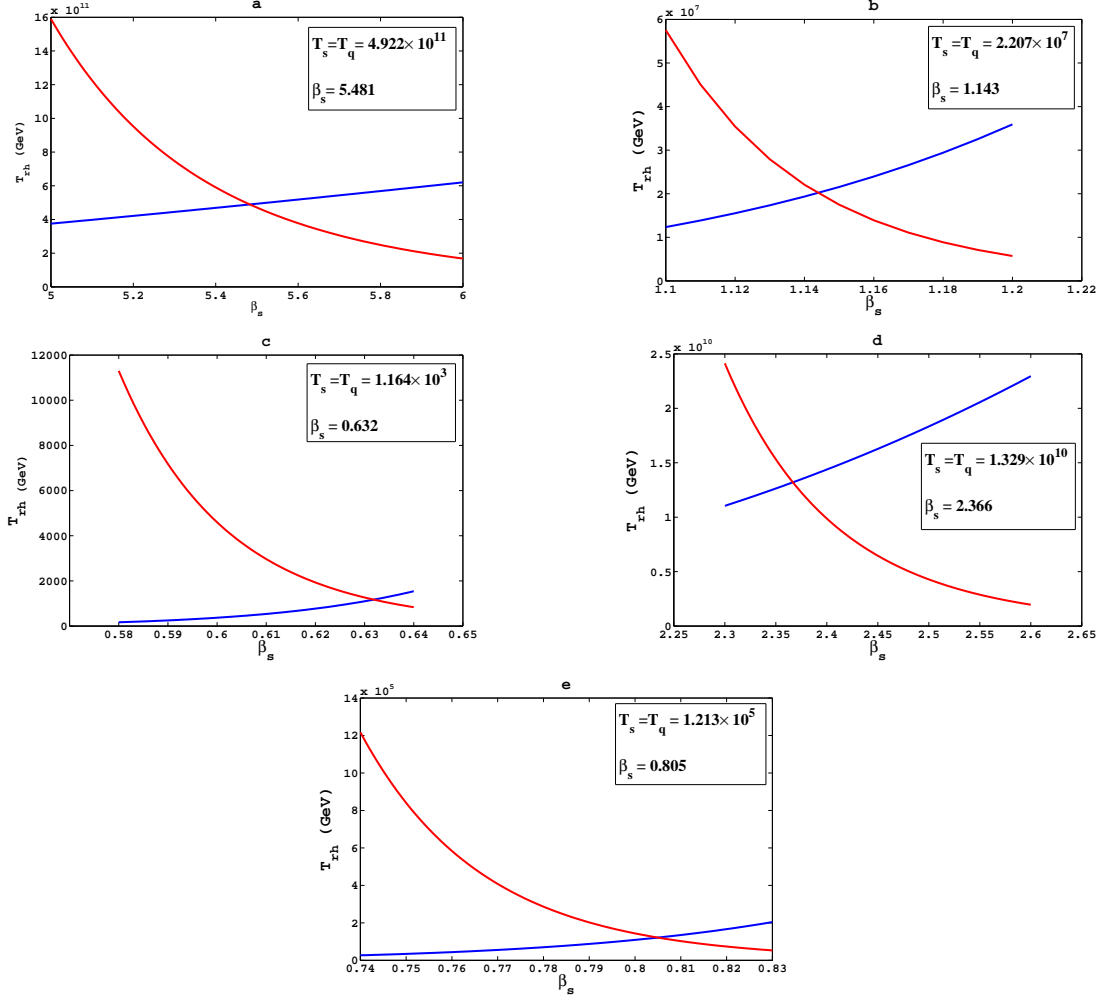 a
x 10^11
16
14
12
10
8
6
4
2
0
T_rh (GeV)
5
5.2
5.4
5.6
5.8
6
β_s
T_s =T_q = 4.922× 10^11
β_s = 5.481
b
x 10^7
6
5
4
3
2
1
0
T_rh (GeV)
1.1
1.12
1.14
1.16
1.18
1.2
1.22
β_s
T_s =T_q = 2.207× 10^7
β_s = 1.143
c
12000
10000
8000
6000
4000
2000
0
T_rh (GeV)
0.58
0.59
0.6
0.61
0.62
0.63
0.64
0.65
β_s
T_s =T_q = 1.164× 10^3
β_s = 0.632
d
x 10^10
2.5
2
1.5
1
0.5
0
T_rh (GeV)
2.25
2.3
2.35
2.4
2.45
2.5
2.55
2.6
2.65
β_s
T_s =T_q = 1.329× 10^10
β_s = 2.366
e
x 10^5
14
12
10
8
6
4
2
0
T_rh (GeV)
0.74
0.75
0.76
0.77
0.78
0.79
0.8
0.81
0.82
0.83
β_s
T_s =T_q = 1.213× 10^5
β_s = 0.805